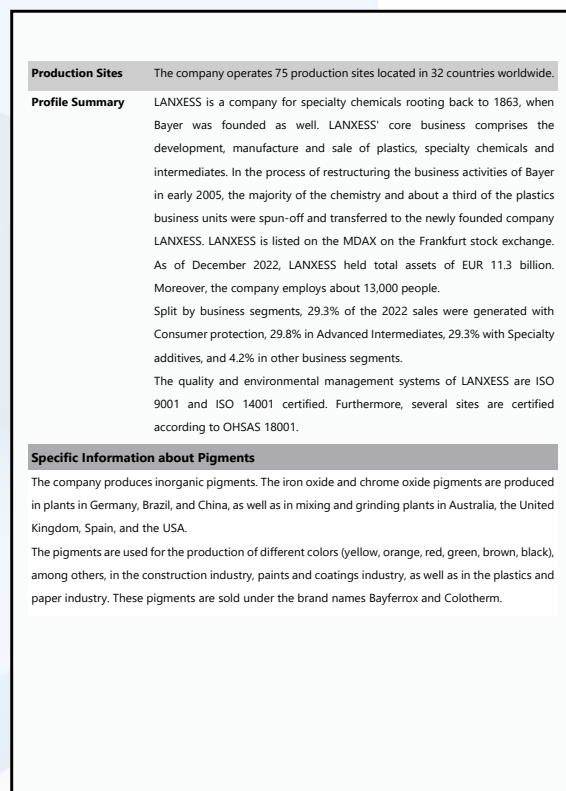 Production Sites The company operates 75 production sites located in 32 countries worldwide.
Profile Summary LANXESS is a company for specialty chemicals rooting back to 1863, when
Bayer was founded as well. LANXESS' core business comprises the
development, manufacture and sale of plastics, specialty chemicals and
intermediates. In the process of restructuring the business activities of Bayer
in early 2005, the majority of the chemistry and about a third of the plastics
business units were spun-off and transferred to the newly founded company
LANXESS. LANXESS is listed on the MDAX on the Frankfurt stock exchange.
As of December 2022, LANXESS held total assets of EUR 11.3 billion.
Moreover, the company employs about 13,000 people.
Split by business segments, 29.3% of the 2022 sales were generated with
Consumer protection, 29.8% in Advanced Intermediates, 29.3% with Specialty
additives, and 4.2% in other business segments.
The quality and environmental management systems of LANXESS are ISO
9001 and ISO 14001 certified. Furthermore, several sites are certified
according to OHSAS 18001.
Specific Information about Pigments
The company produces inorganic pigments. The iron oxide and chrome oxide pigments are produced
in plants in Germany, Brazil, and China, as well as in mixing and grinding plants in Australia, the United
Kingdom, Spain, and the USA.
The pigments are used for the production of different colors (yellow, orange, red, green, brown, black),
among others, in the construction industry, paints and coatings industry, as well as in the plastics and
paper industry. These pigments are sold under the brand names Bayferrox and Colotherm.